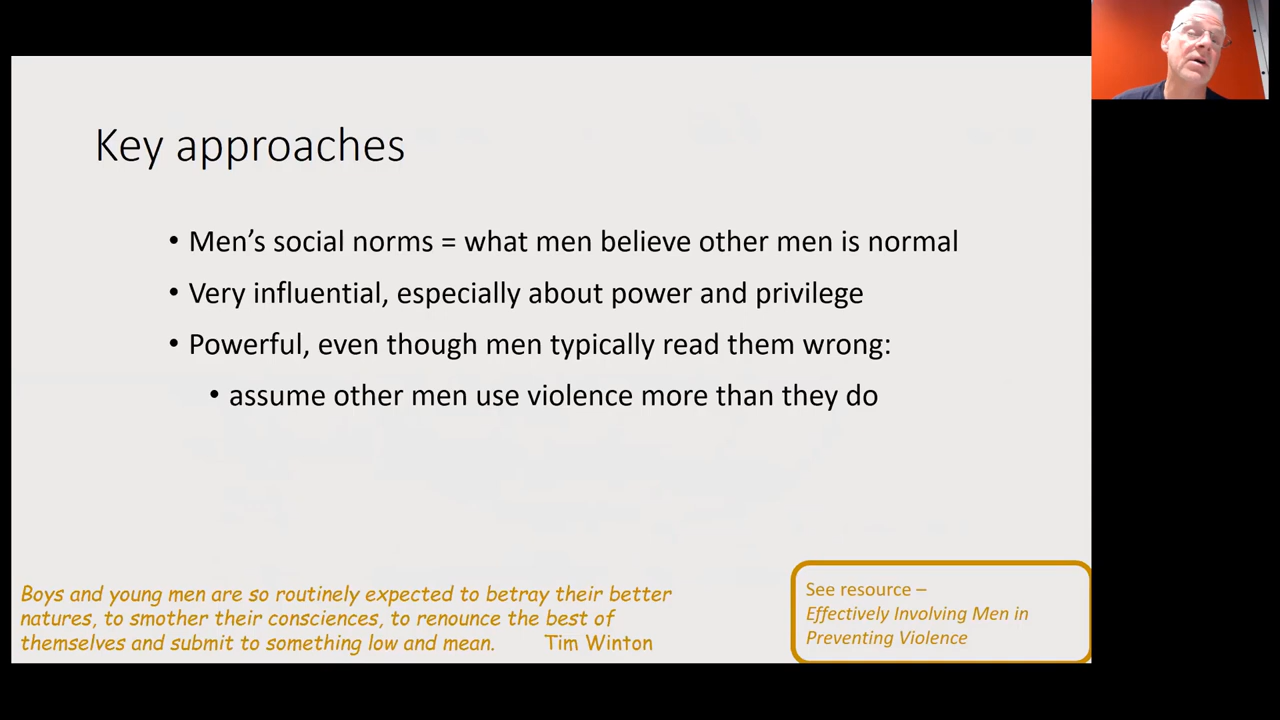 Key approaches
• Men’s social norms = what men believe other men is normal
• Very influential, especially about power and privilege
• Powerful, even though men typically read them wrong:
• assume other men use violence more than they do
Boys and young men are so routinely expected to betray their better
natures, to smother their consciences, to renounce the best of
themselves and submit to something low and mean. Tim Winton
See resource –
Effectively Involving Men in
Preventing Violence